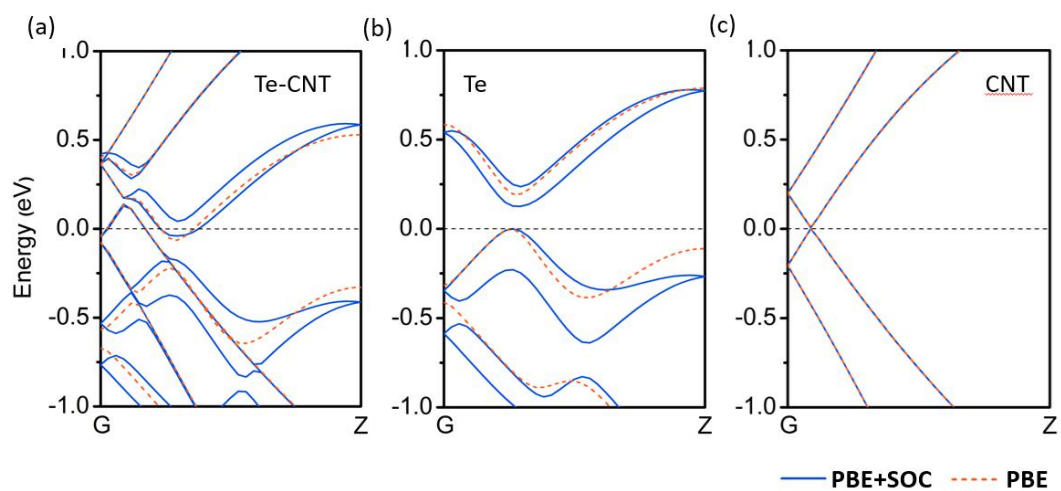 (a) (b) (c)
1.0 1.0 1.0
Te-CNT Te CNT
0.5 0.5 0.5
0.0 0.0 0.0
-0.5 -0.5 -0.5
-1.0 -1.0 -1.0
Energy (eV)
G Z G Z G Z
PBE+SOC PBE